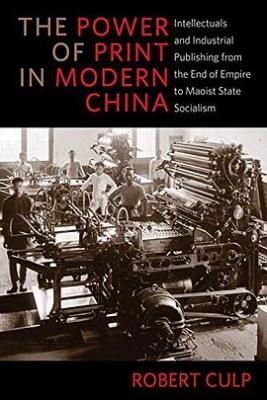 THE POWER
OF PRINT
IN MODERN
CHINA
Intellectuals
and Industrial
Publishing from
the End of Empire
to Maoist State
Socialism
ROBERT CULP